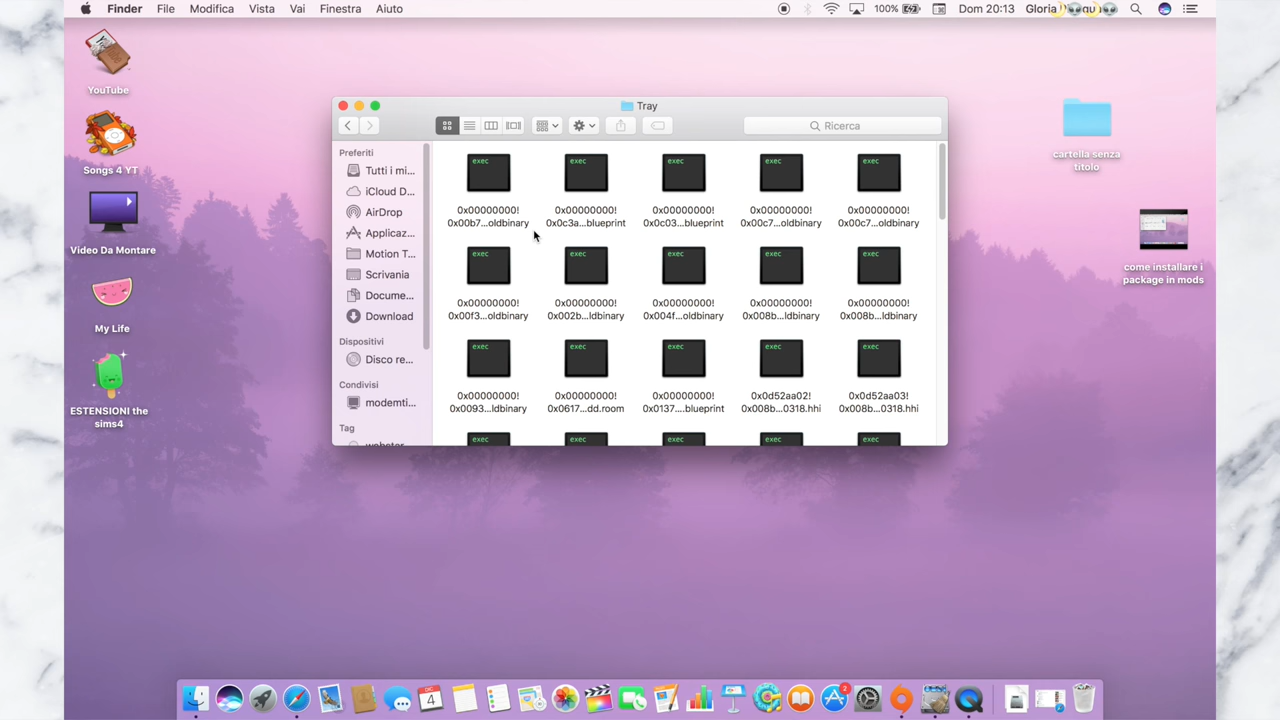 Finder File Modifica Vista Vai Finestra Aiuto
100% Dom 20:13 Gloria
YouTube
Songs 4 YT
Video Da Montare
My Life
ESTENSIONI the
sims4
cartella senza
titolo
come installare i
package in mods
Tray
Ricerca
Preferiti
Tutti i mi...
iCloud D...
AirDrop
Applicaz...
Motion T...
Scrivania
Docume...
Download
Dispositivi
Disco re...
Condivisi
modemti...
Tag
exec exec exec exec exec
0x00000000! 0x00000000! 0x00000000! 0x00000000! 0x00000000!
0x00b7...oldbinary 0x0c3a...blueprint 0x0c03...blueprint 0x00c7...oldbinary 0x00c7...oldbinary
exec exec exec exec exec
0x00000000! 0x00000000! 0x00000000! 0x00000000! 0x00000000!
0x00f3...oldbinary 0x002b...ldbinary 0x004f...oldbinary 0x008b...ldbinary 0x008b...ldbinary
exec exec exec exec exec
0x00000000! 0x00000000! 0x00000000! 0x0d52aa02! 0x0d52aa03!
0x0093...ldbinary 0x0617...dd.room 0x0137....blueprint 0x008b...0318.hhi 0x008b...0318.hhi
exec exec exec exec exec
4
2